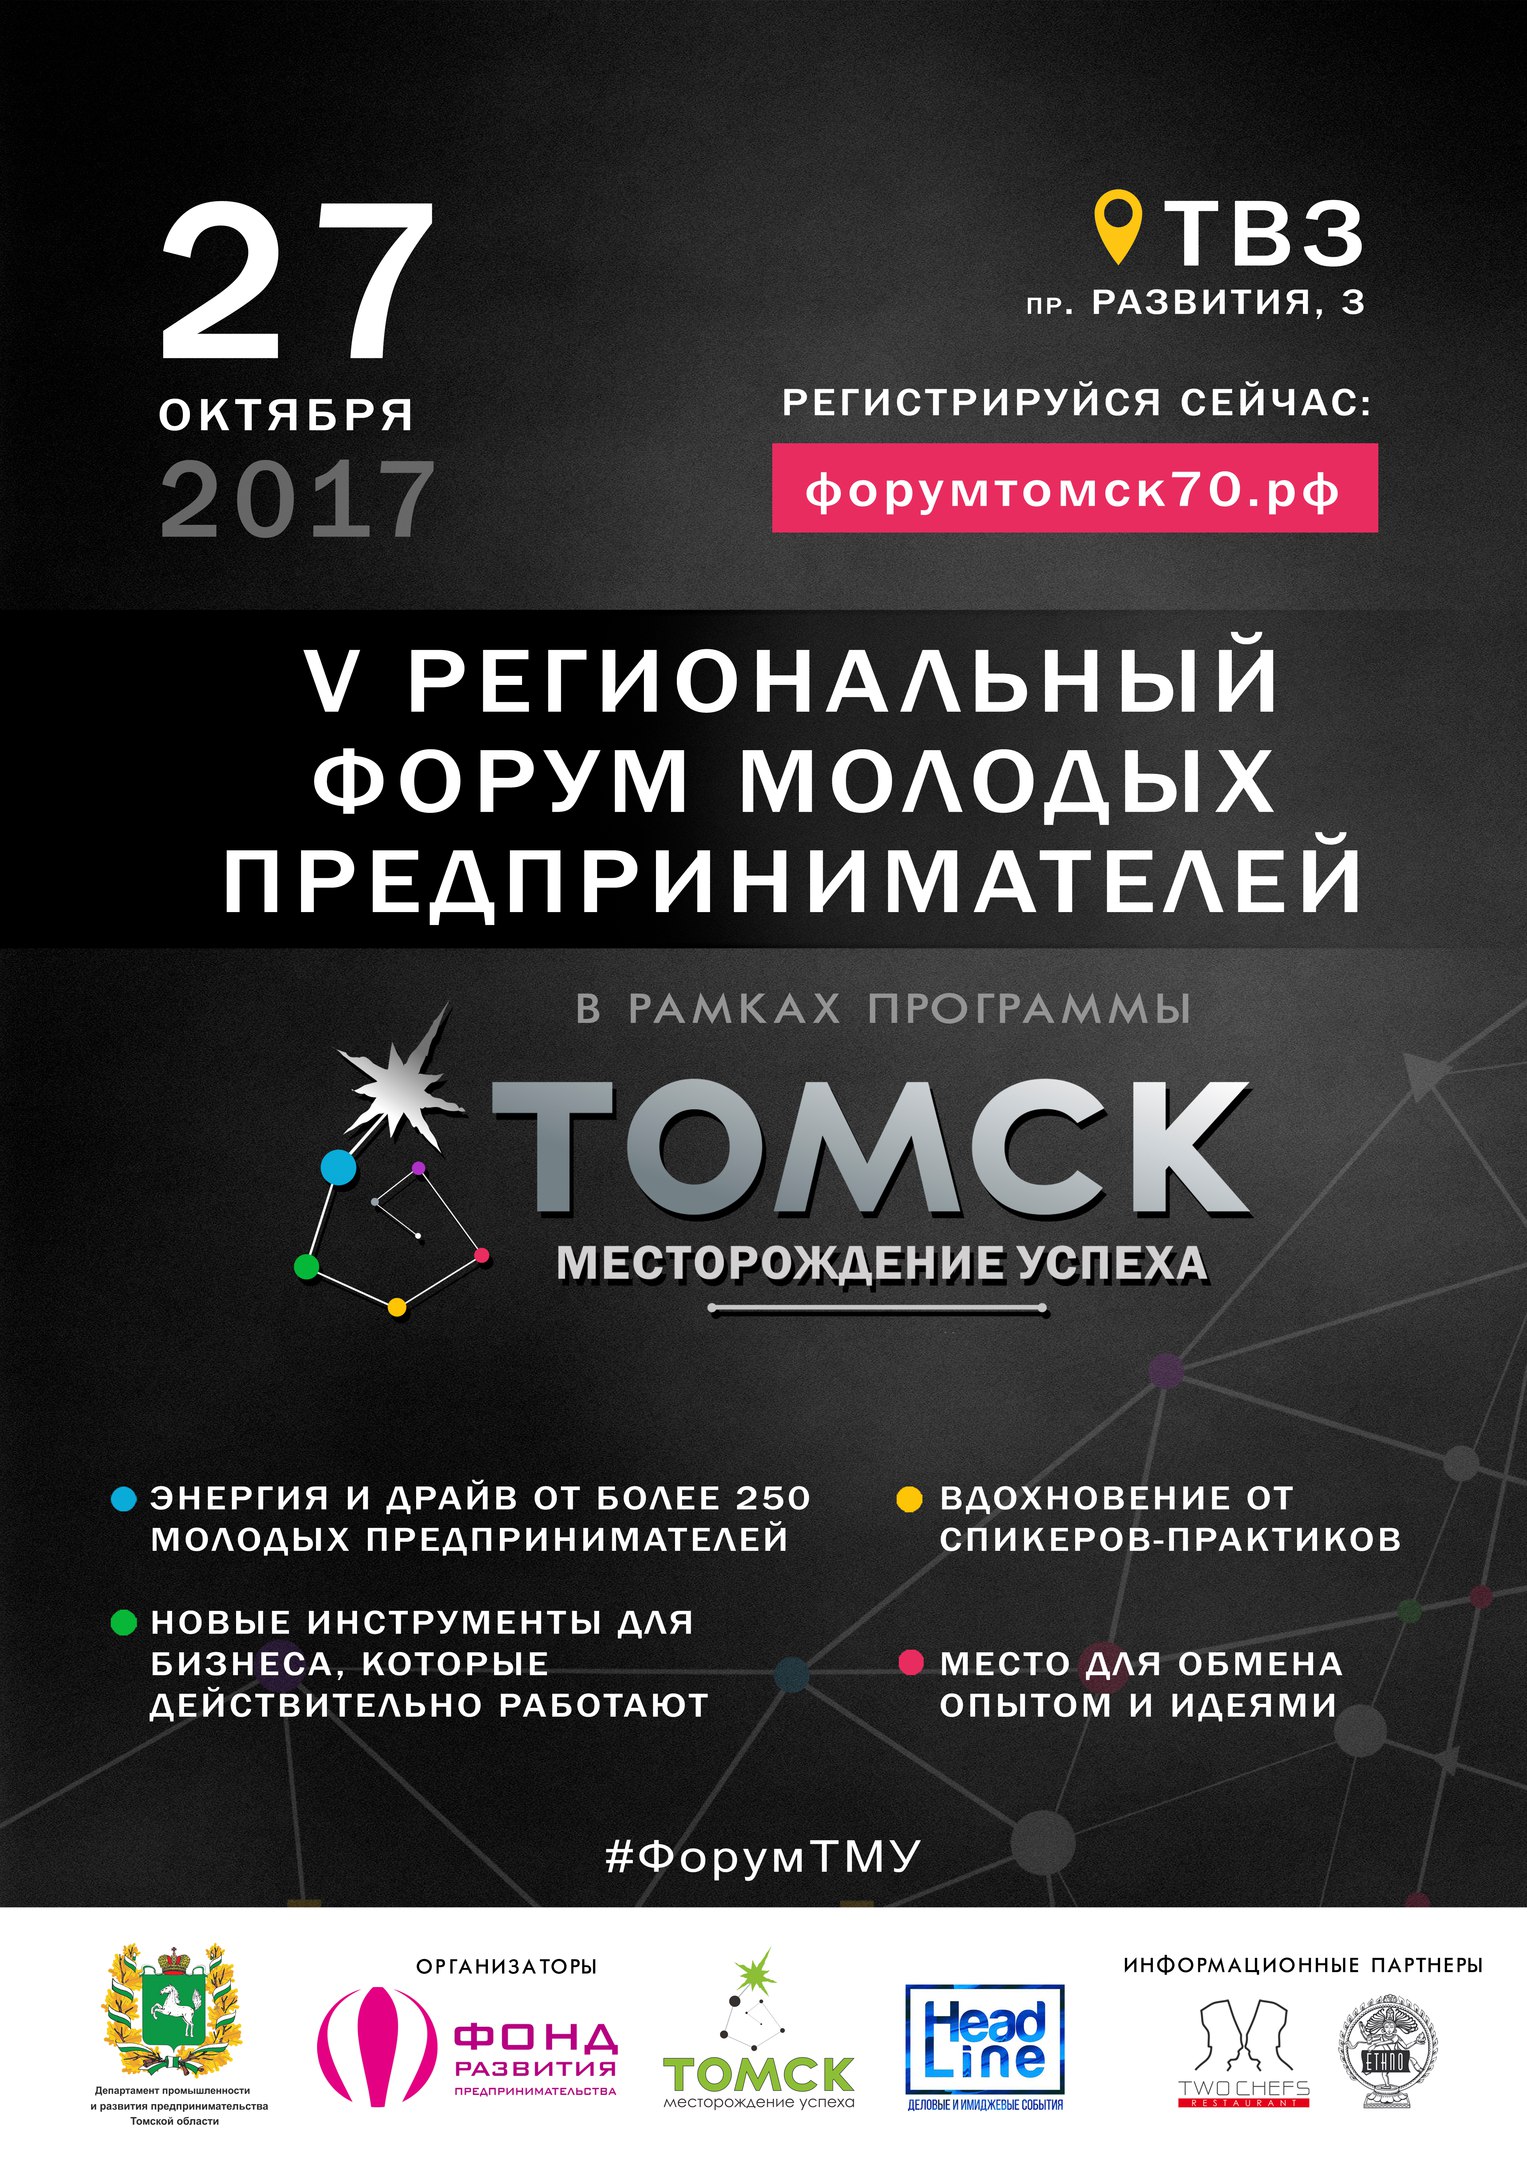 27
ОКТЯБРЯ
2017
ТВЗ
ПР. РАЗВИТИЯ, 3
РЕГИСТРИРУЙСЯ СЕЙЧАС:
форумтомск70.рф
V РЕГИОНАЛЬНЫЙ
ФОРУМ МОЛОДЫХ
ПРЕДПРИНИМАТЕЛЕЙ
В РАМКАХ ПРОГРАММЫ
ТОМСК
МЕСТОРОЖДЕНИЕ УСПЕХА
ЭНЕРГИЯ И ДРАЙВ ОТ БОЛЕЕ 250
МОЛОДЫХ ПРЕДПРИНИМАТЕЛЕЙ
НОВЫЕ ИНСТРУМЕНТЫ ДЛЯ
БИЗНЕСА, КОТОРЫЕ
ДЕЙСТВИТЕЛЬНО РАБОТАЮТ
ВДОХНОВЕНИЕ ОТ
СПИКЕРОВ-ПРАКТИКОВ
МЕСТО ДЛЯ ОБМЕНА
ОПЫТОМ И ИДЕЯМИ
#ФорумТМУ
Департамент промышленности
и развития предпринимательства
Томской области
ОРГАНИЗАТОРЫ
ФОНД
РАЗВИТИЯ
ПРЕДПРИНИМАТЕЛЬСТВА
ТОМСК
месторождение успеха
Head
Line
ДЕЛОВЫЕ И ИМИДЖЕВЫЕ СОБЫТИЯ
ИНФОРМАЦИОННЫЕ ПАРТНЕРЫ
TWO CHEFS
RESTAURANT
ETHNO